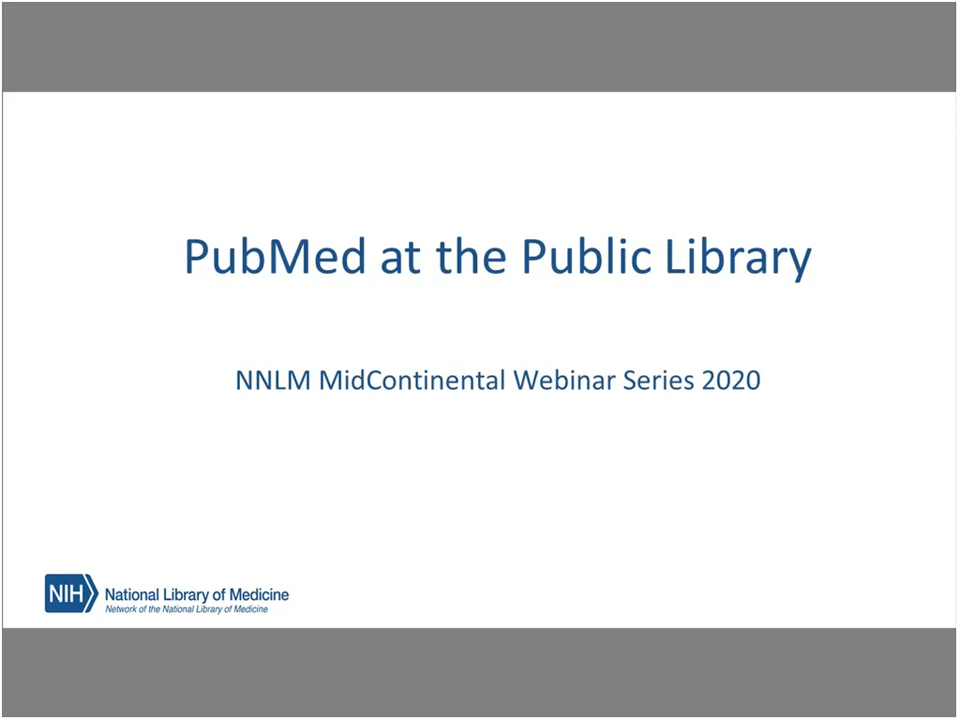 PubMed at the Public Library
NNLM MidContinental Webinar Series 2020
NIH National Library of Medicine
Network of the National Library of Medicine